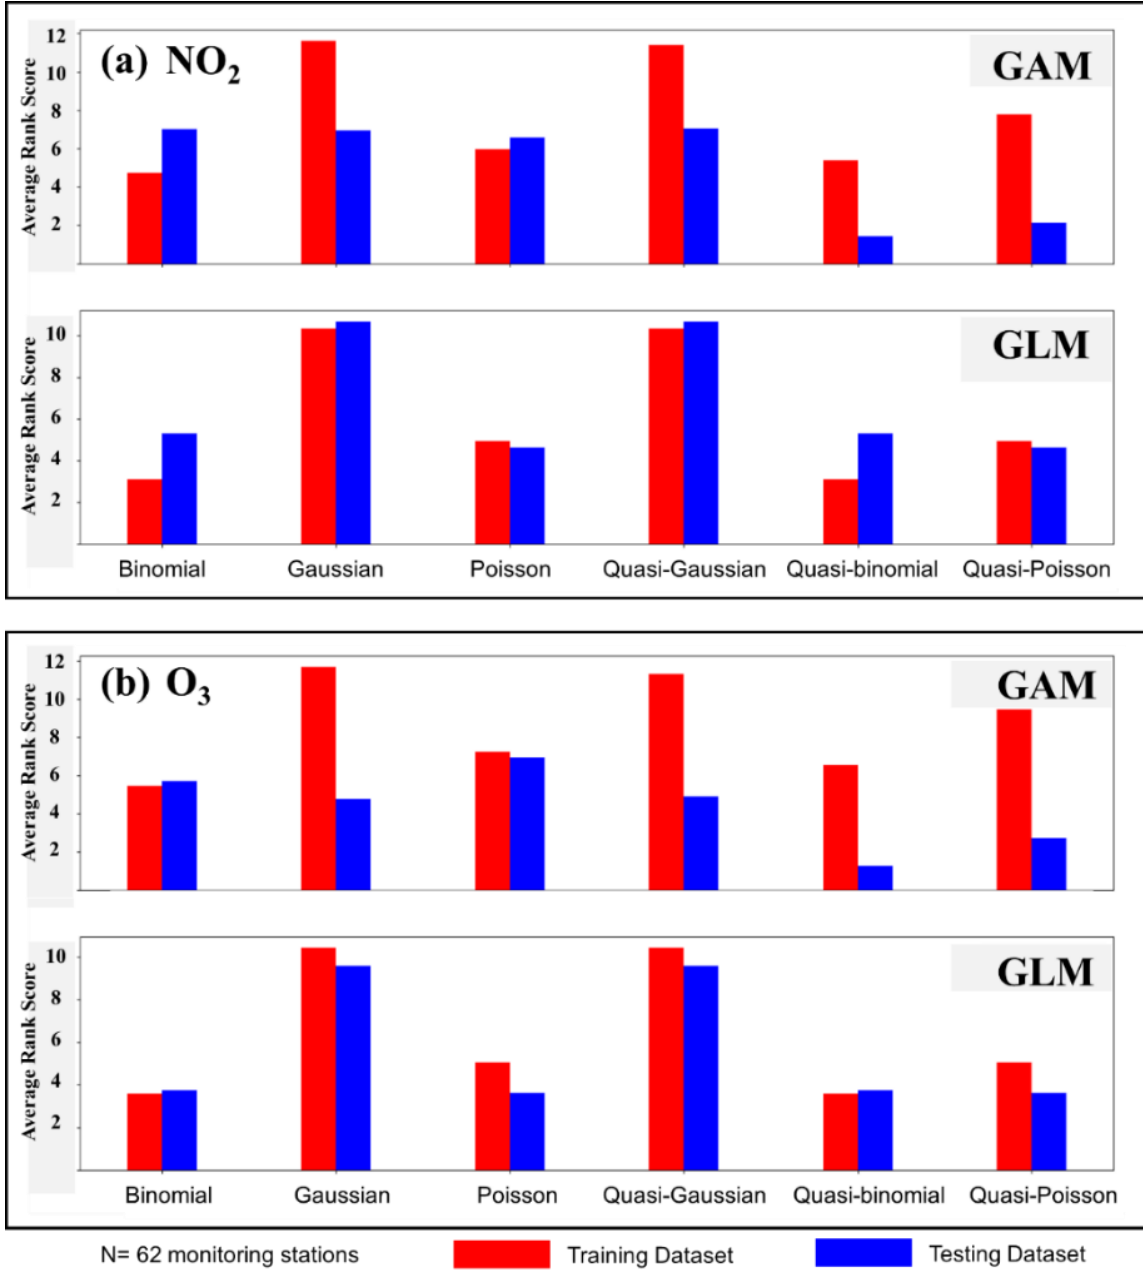 (a) NO2
GAM
Average Rank Score
12
10
8
6
4
2
GLM
Average Rank Score
10
8
6
4
2
Binomial Gaussian Poisson Quasi-Gaussian Quasi-binomial Quasi-Poisson
(b) O3
GAM
Average Rank Score
12
10
8
6
4
2
GLM
Average Rank Score
10
8
6
4
2
Binomial Gaussian Poisson Quasi-Gaussian Quasi-binomial Quasi-Poisson
N= 62 monitoring stations Training Dataset Testing Dataset